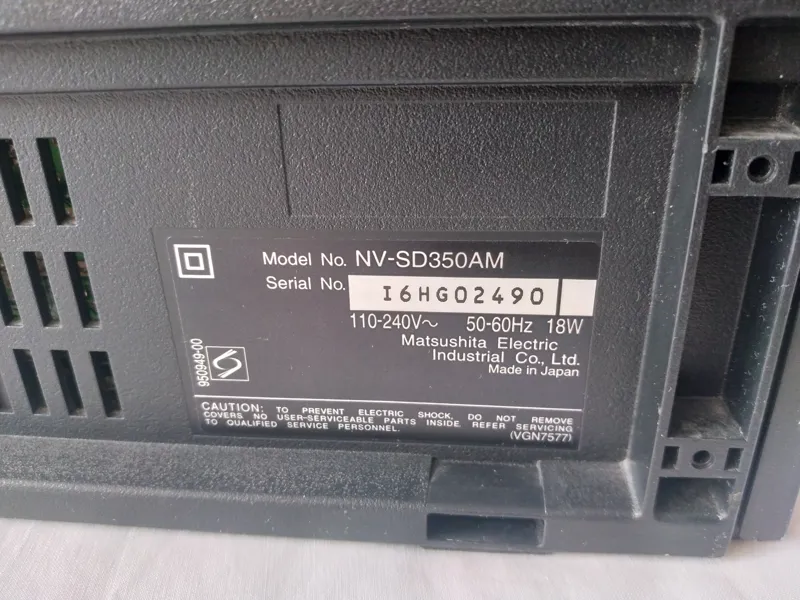 Model No. NV-SD350AM
Serial No. I6HG02490
110-240V~ 50-60Hz 18W
Matsushita Electric
Industrial Co., Ltd.
Made in Japan
950949-00
CAUTION: TO PREVENT ELECTRIC SHOCK, DO NOT REMOVE
COVERS NO USER-SERVICEABLE PARTS INSIDE. REFER SERVICING
TO QUALIFIED SERVICE PERSONNEL.
(VGN7577)